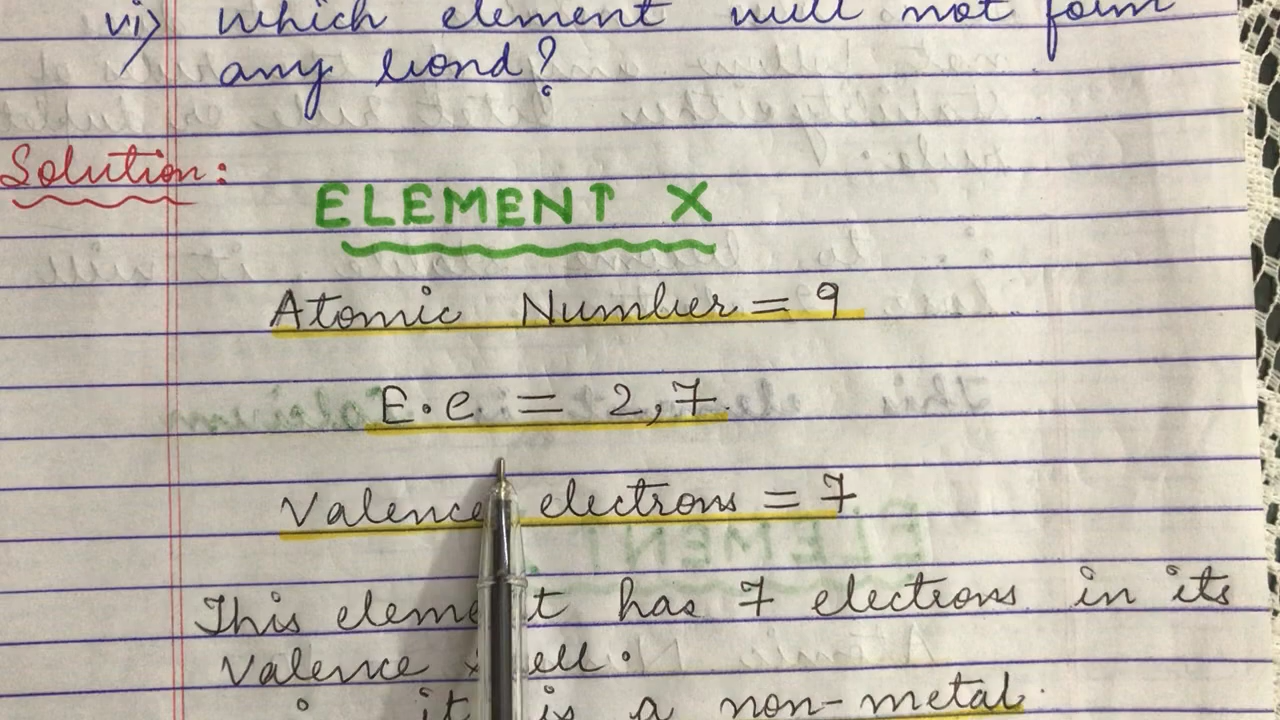 vi) Which element will not form
any bond?
Solution:
ELEMENT X
Atomic Number = 9
E.C = 2,7
Valence electrons = 7
This element has 7 electrons in its
valence shell.
it is a non-metal.